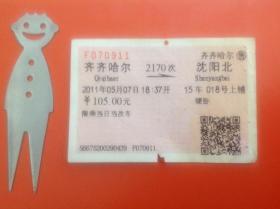 F070911
齐齐哈尔 售
齐齐哈尔 2170次 沈阳北
Qiqihaer Shenyangbei
2011年05月07日 18:37开 15车 018号上铺
￥105.00元 硬卧
限乘当日当次车
F070911